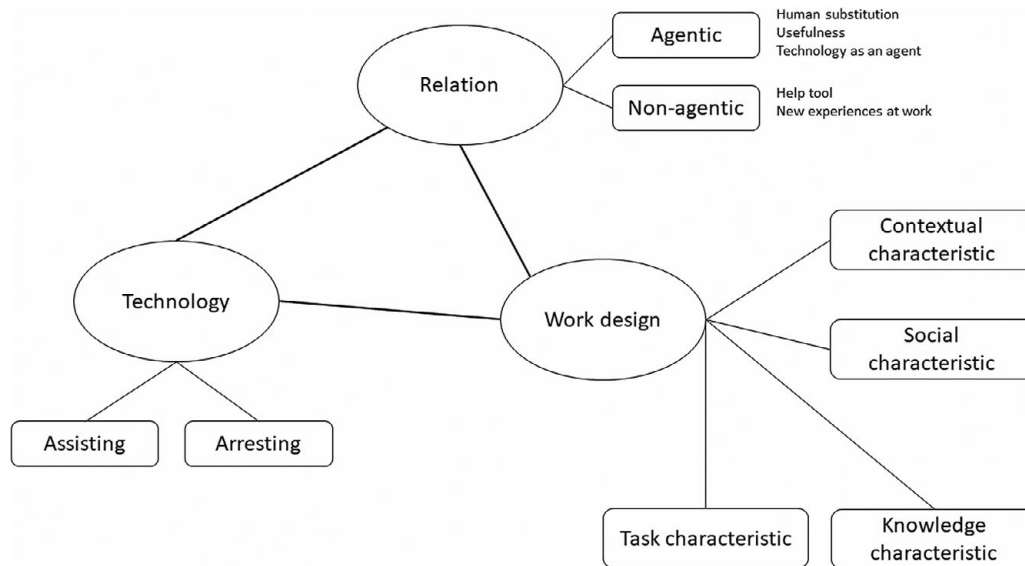 Human substitution
Usefulness
Technology as an agent
Agentic
Relation
Help tool
New experiences at work
Non-agentic
Contextual
characteristic
Technology
Work design
Social
characteristic
Assisting
Arresting
Task characteristic
Knowledge
characteristic